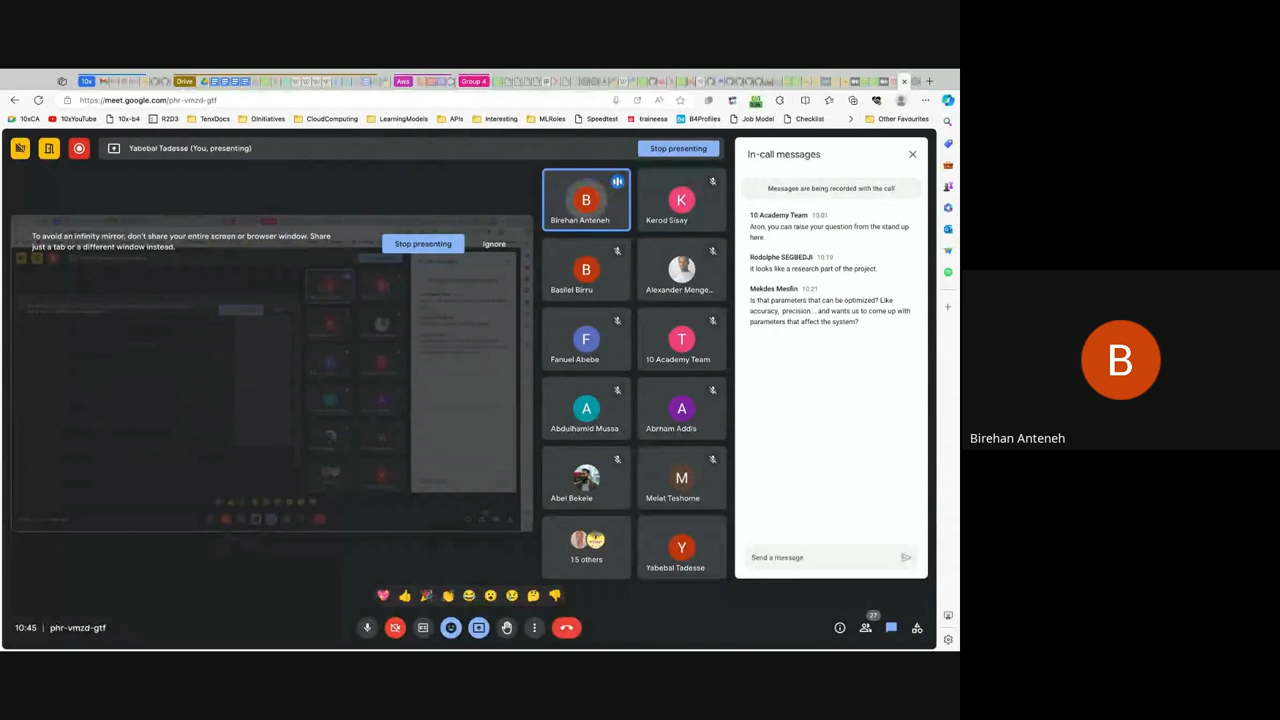 10x
Drive
Aws
Group 4
https://meet.google.com/phr-vmzd-gtf
10xCA
10xYouTube
10x-b4
R2D3
TenxDocs
OInitiatives
CloudComputing
LearningModels
APIs
Interesting
MLRoles
Speedtest
traineesa
B4Profiles
Job Model
Checklist
Other Favourites
Yabebal Tadesse (You, presenting)
Stop presenting
To avoid an infinity mirror, don't share your entire screen or browser window. Share
just a tab or a different window instead.
Stop presenting
Ignore
B
Birehan Anteneh
K
Kerod Sisay
B
Basilel Birru
Alexander Menge...
F
Fanuel Abebe
T
10 Academy Team
A
Abdulhamid Mussa
A
Abrham Addis
Abel Bekele
M
Melat Teshome
15 others
Y
Yabebal Tadesse
In-call messages
Messages are being recorded with the call
10 Academy Team 10:01
Aron, you can raise your question from the stand up
here.
Rodolphe SEGBEDJI 10:19
it looks like a research part of the project.
Mekdes Mesfin 10:21
Is that parameters that can be optimized? Like
accuracy, precision....and wants us to come up with
parameters that affect the system?
Send a message
10:45 | phr-vmzd-gtf
27
B
Birehan Anteneh